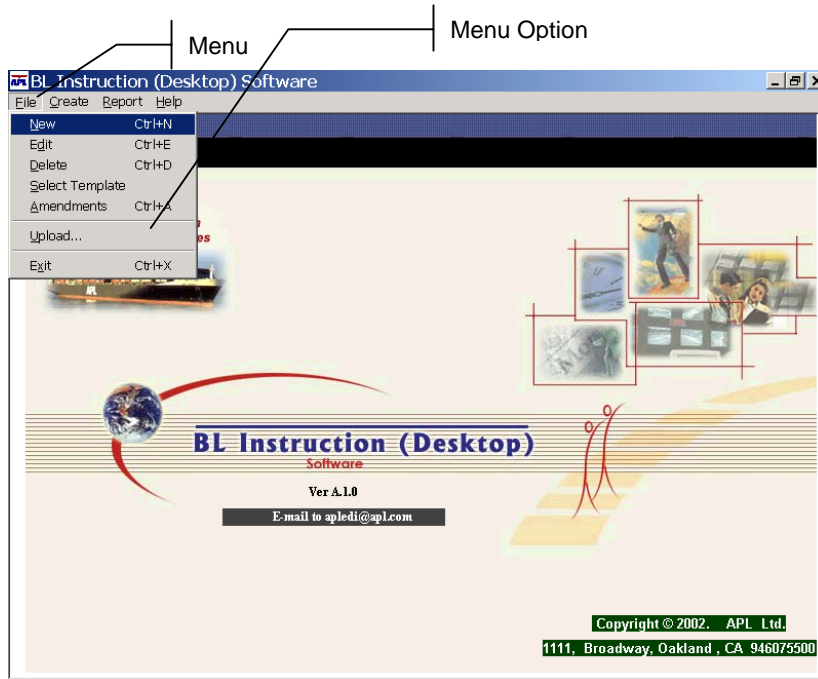 Menu
Menu Option
BL Instruction (Desktop) Software
File Create Report Help
New Ctrl+N
Edit Ctrl+E
Delete Ctrl+D
Select Template
Amendments Ctrl+A
Upload...
Exit Ctrl+X
APL
BL Instruction (Desktop)
Software
Ver A.1.0
E-mail to apledi@apl.com
Copyright © 2002. APL Ltd.
1111, Broadway, Oakland , CA 946075500